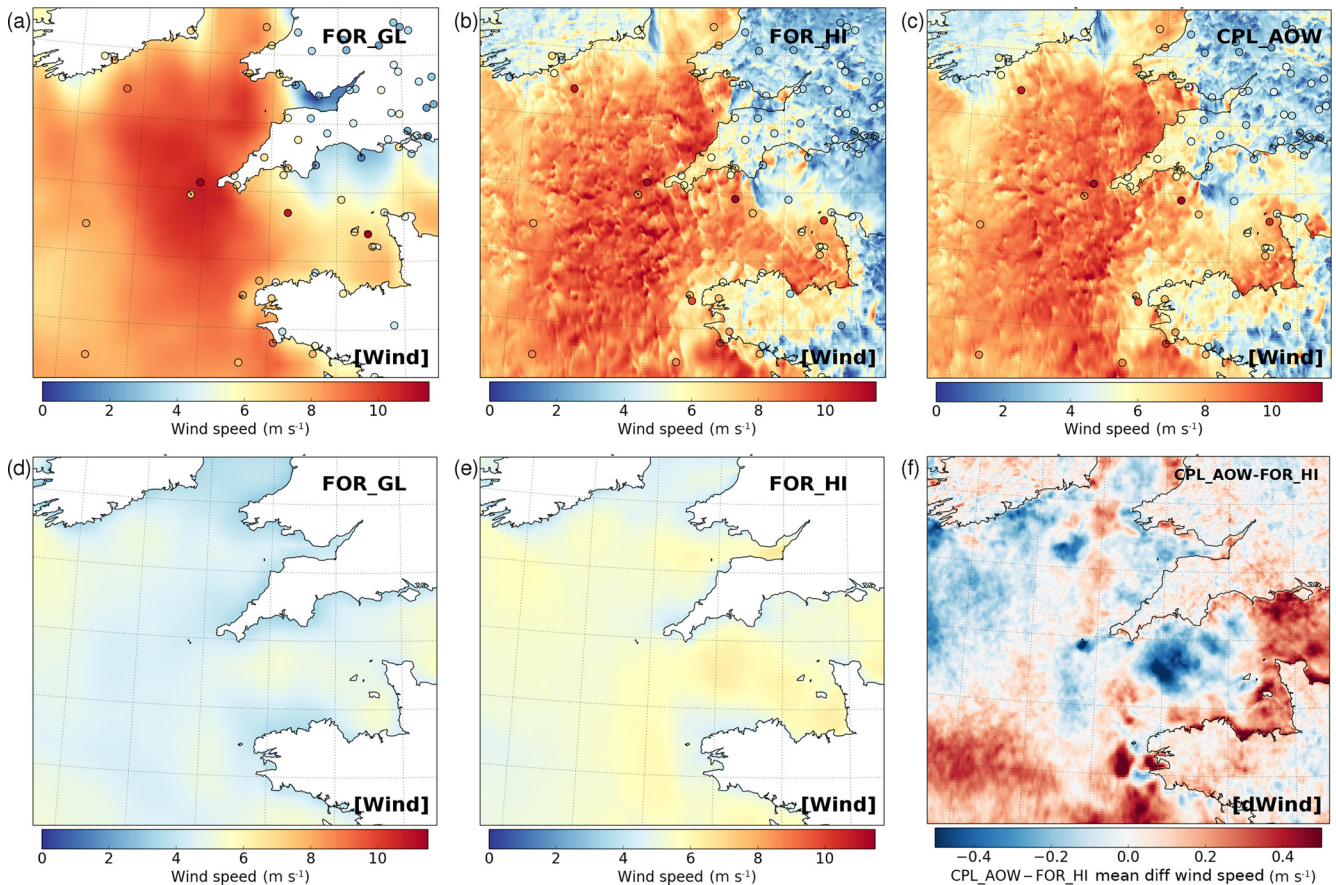 (a)
FOR_GL
[Wind]
0 2 4 6 8 10
Wind speed (m s-1)
(b)
FOR_HI
[Wind]
0 2 4 6 8 10
Wind speed (m s-1)
(c)
CPL_AOW
[Wind]
0 2 4 6 8 10
Wind speed (m s-1)
(d)
FOR_GL
[Wind]
0 2 4 6 8 10
Wind speed (m s-1)
(e)
FOR_HI
[Wind]
0 2 4 6 8 10
Wind speed (m s-1)
(f)
CPL_AOW-FOR_HI
[dWind]
−0.4 −0.2 0.0 0.2 0.4
CPL_AOW − FOR_HI mean diff wind speed (m s-1)